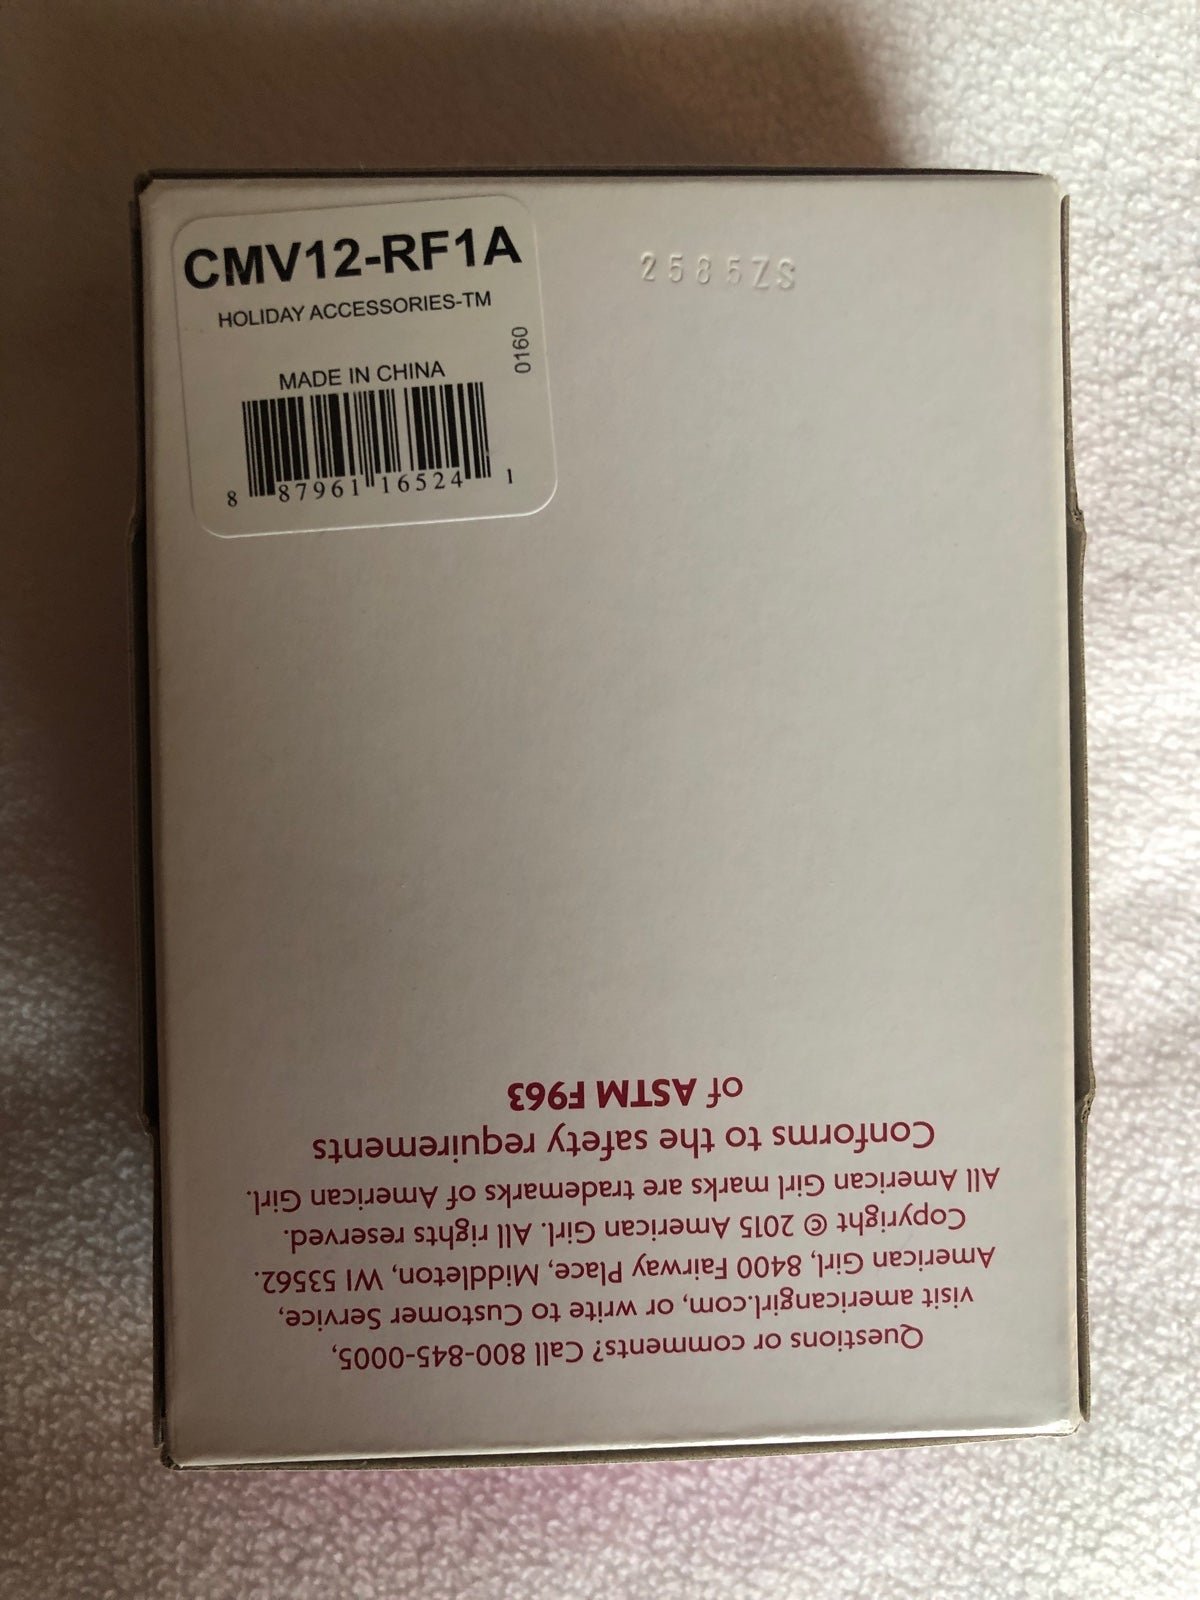 CMV12-RF1A
HOLIDAY ACCESSORIES-TM
0160
MADE IN CHINA
8 87961 16524 1
2585ZS
Questions or comments? Call 800-845-0005,
visit americangirl.com, or write to Customer Service,
American Girl, 8400 Fairway Place, Middleton, WI 53562.
Copyright © 2015 American Girl. All rights reserved.
All American Girl marks are trademarks of American Girl.
Conforms to the safety requirements
of ASTM F963